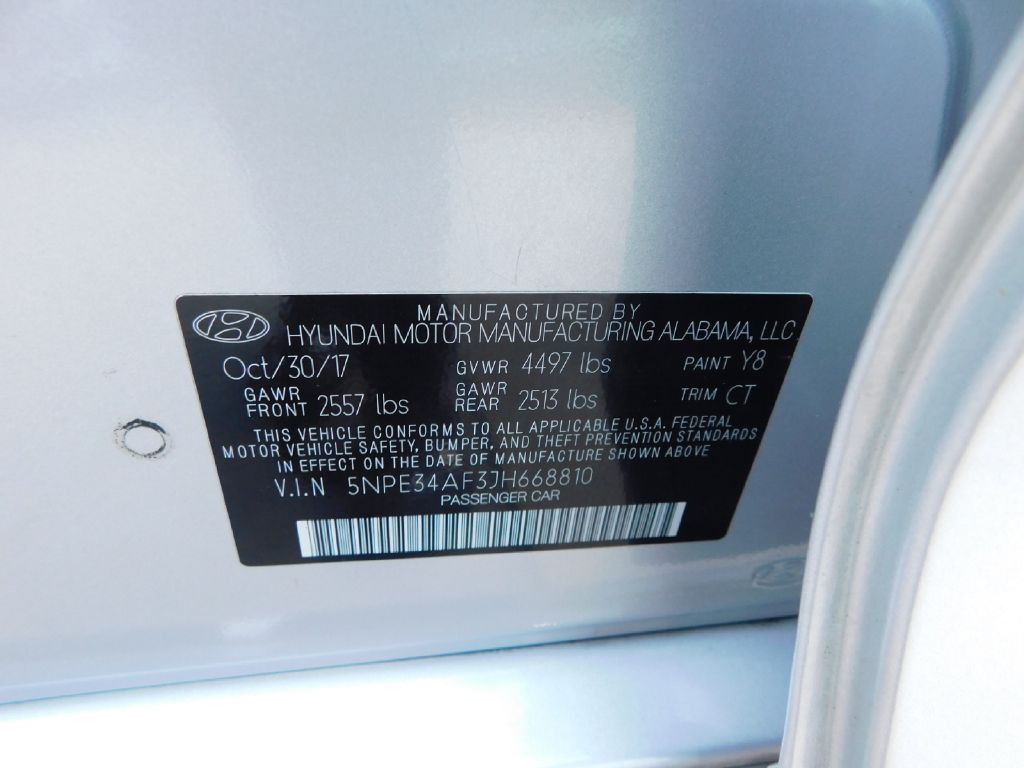 MANUFACTURED BY
HYUNDAI MOTOR MANUFACTURING ALABAMA, LLC
Oct/30/17 GVWR 4497 lbs PAINT Y8
GAWR FRONT 2557 lbs GAWR REAR 2513 lbs TRIM CT
THIS VEHICLE CONFORMS TO ALL APPLICABLE U.S.A. FEDERAL
MOTOR VEHICLE SAFETY, BUMPER, AND THEFT PREVENTION STANDARDS
IN EFFECT ON THE DATE OF MANUFACTURE SHOWN ABOVE
V.I.N 5NPE34AF3JH668810
PASSENGER CAR